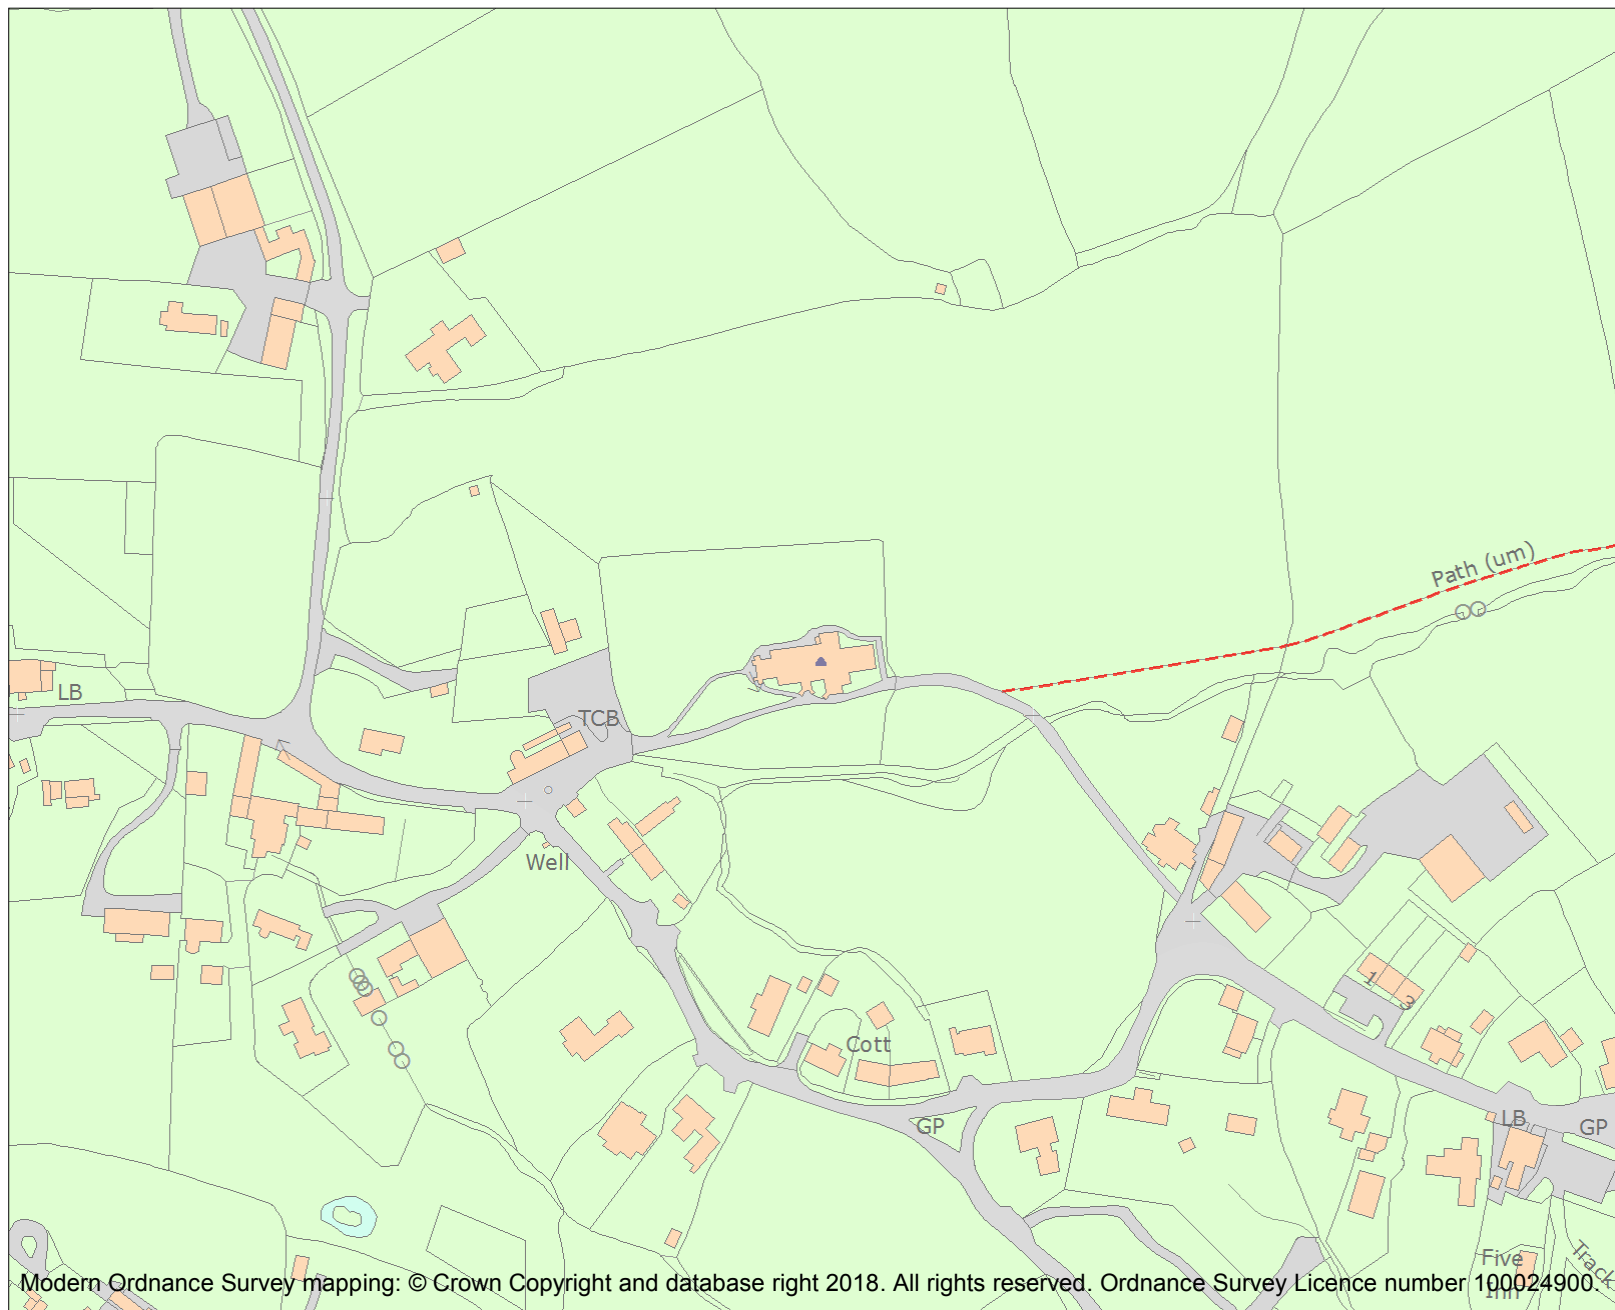 Path (um)
LB
TCB
Well
1
3
Cott
GP
LB
GP
Five
Inn
Track
Modern Ordnance Survey mapping: © Crown Copyright and database right 2018. All rights reserved. Ordnance Survey Licence number 100024900.